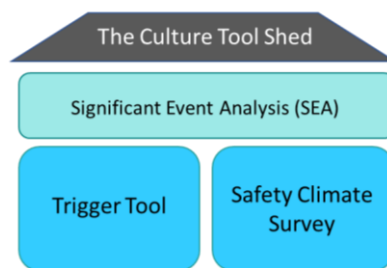 The Culture Tool Shed
Significant Event Analysis (SEA)
Trigger Tool
Safety Climate
Survey